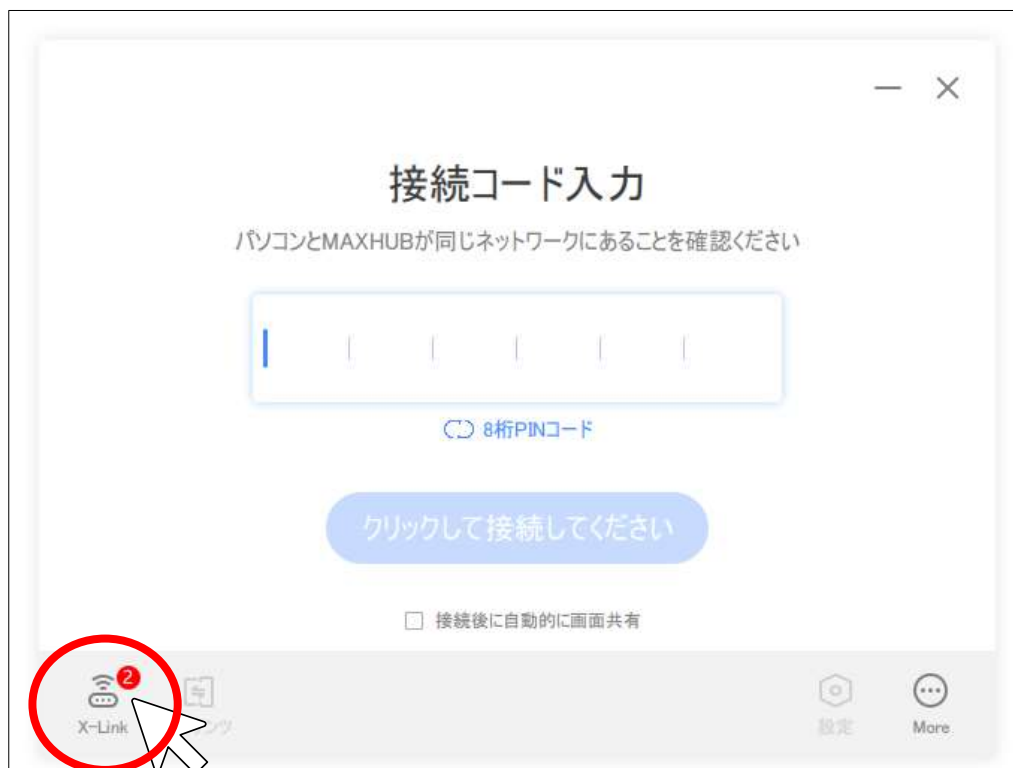 接続コード入力
パソコンとMAXHUBが同じネットワークにあることを確認ください
8桁PINコード
クリックして接続してください
接続後に自動的に画面共有
2
X-Link
設定
More